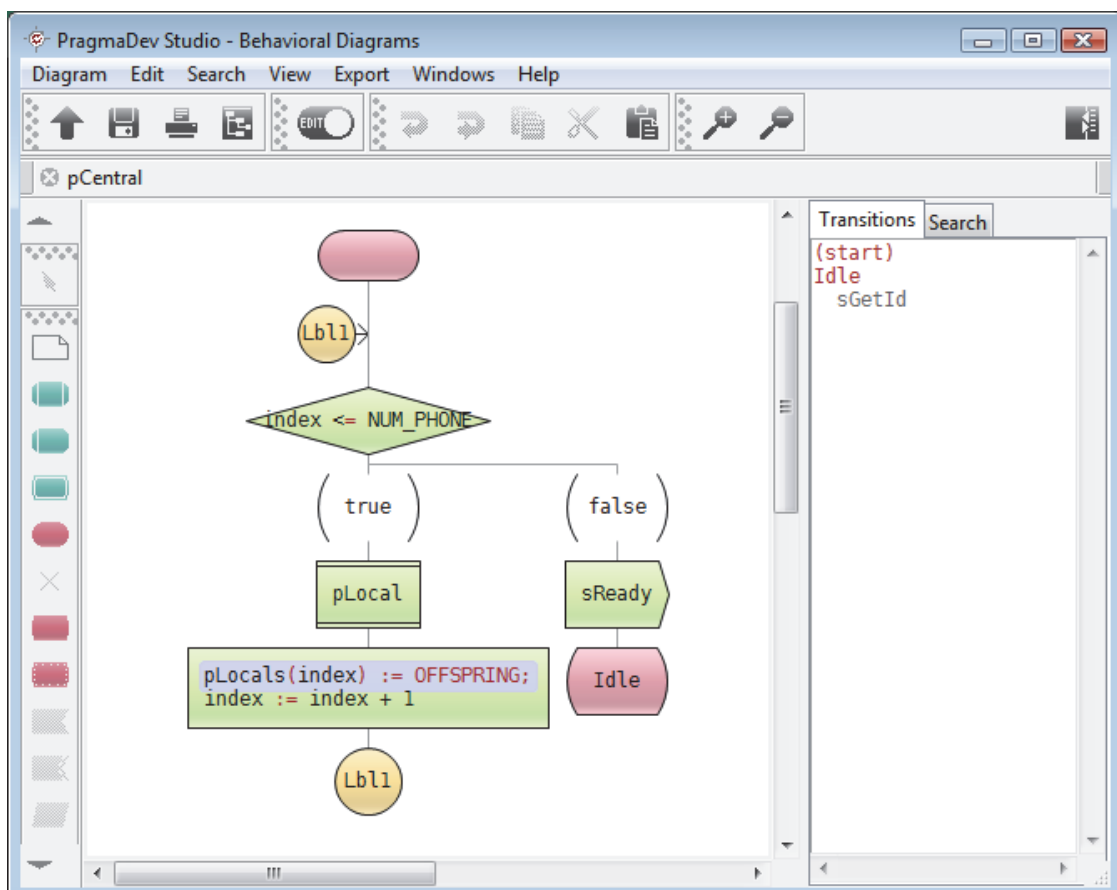 PragmaDev Studio - Behavioral Diagrams
Diagram Edit Search View Export Windows Help
EDIT
pCentral
Transitions Search
(start)
Idle
sGetId
Lbl1
index <= NUM_PHONE
true false
pLocal sReady
pLocals(index) := OFFSPRING;
index := index + 1
Idle
Lbl1